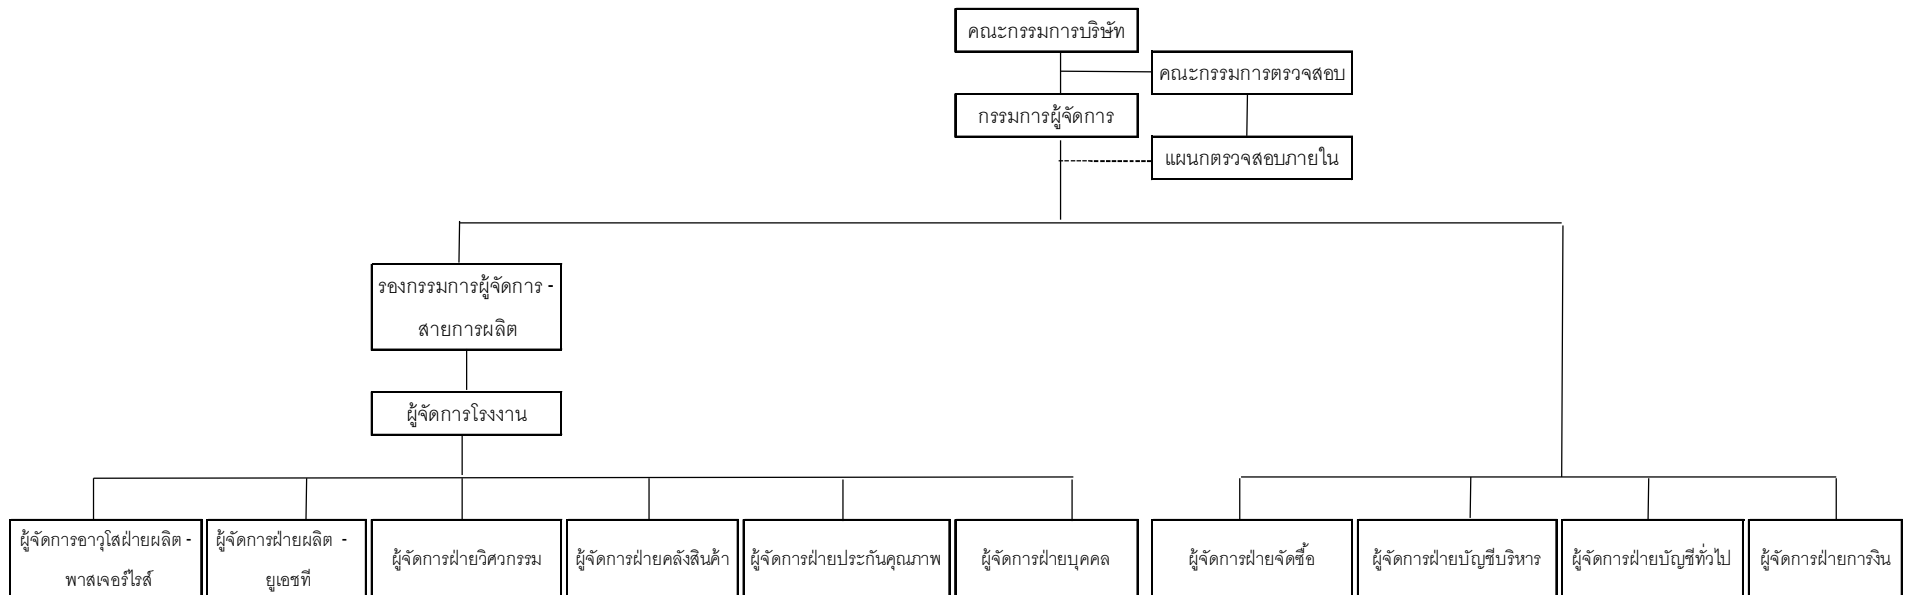 คณะกรรมการบริษัท
คณะกรรมการตรวจสอบ
กรรมการผู้จัดการ
แผนกตรวจสอบภายใน
รองกรรมการผู้จัดการ -
สายการผลิต
ผู้จัดการโรงงาน
ผู้จัดการอาวุโสฝ่ายผลิต -
พาสเจอร์ไรส์
ผู้จัดการฝ่ายผลิต -
ยูเอชที
ผู้จัดการฝ่ายวิศวกรรม
ผู้จัดการฝ่ายคลังสินค้า
ผู้จัดการฝ่ายประกันคุณภาพ
ผู้จัดการฝ่ายบุคคล
ผู้จัดการฝ่ายจัดซื้อ
ผู้จัดการฝ่ายบัญชีบริหาร
ผู้จัดการฝ่ายบัญชีทั่วไป
ผู้จัดการฝ่ายการเงิน